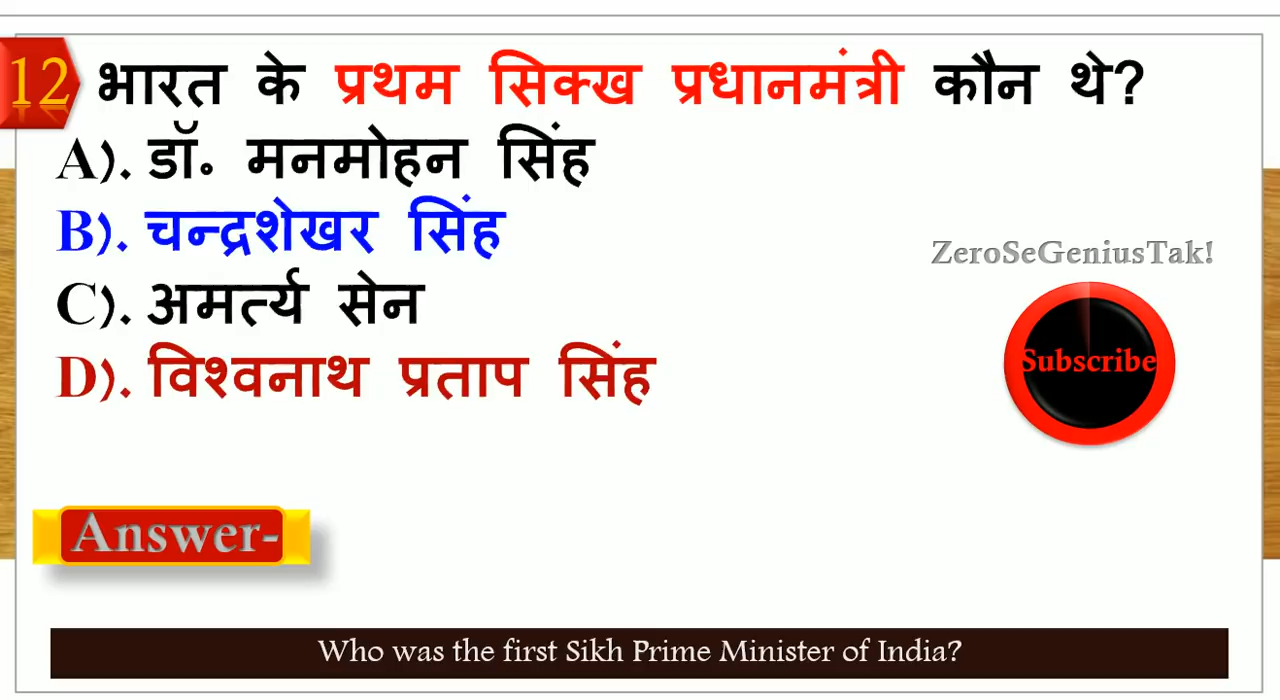 12 भारत के प्रथम सिक्ख प्रधानमंत्री कौन थे?
A). डॉ॰ मनमोहन सिंह
B). चन्द्रशेखर सिंह
C). अमर्त्य सेन
D). विश्वनाथ प्रताप सिंह
ZeroSeGeniusTak!
Subscribe
Answer-
Who was the first Sikh Prime Minister of India?